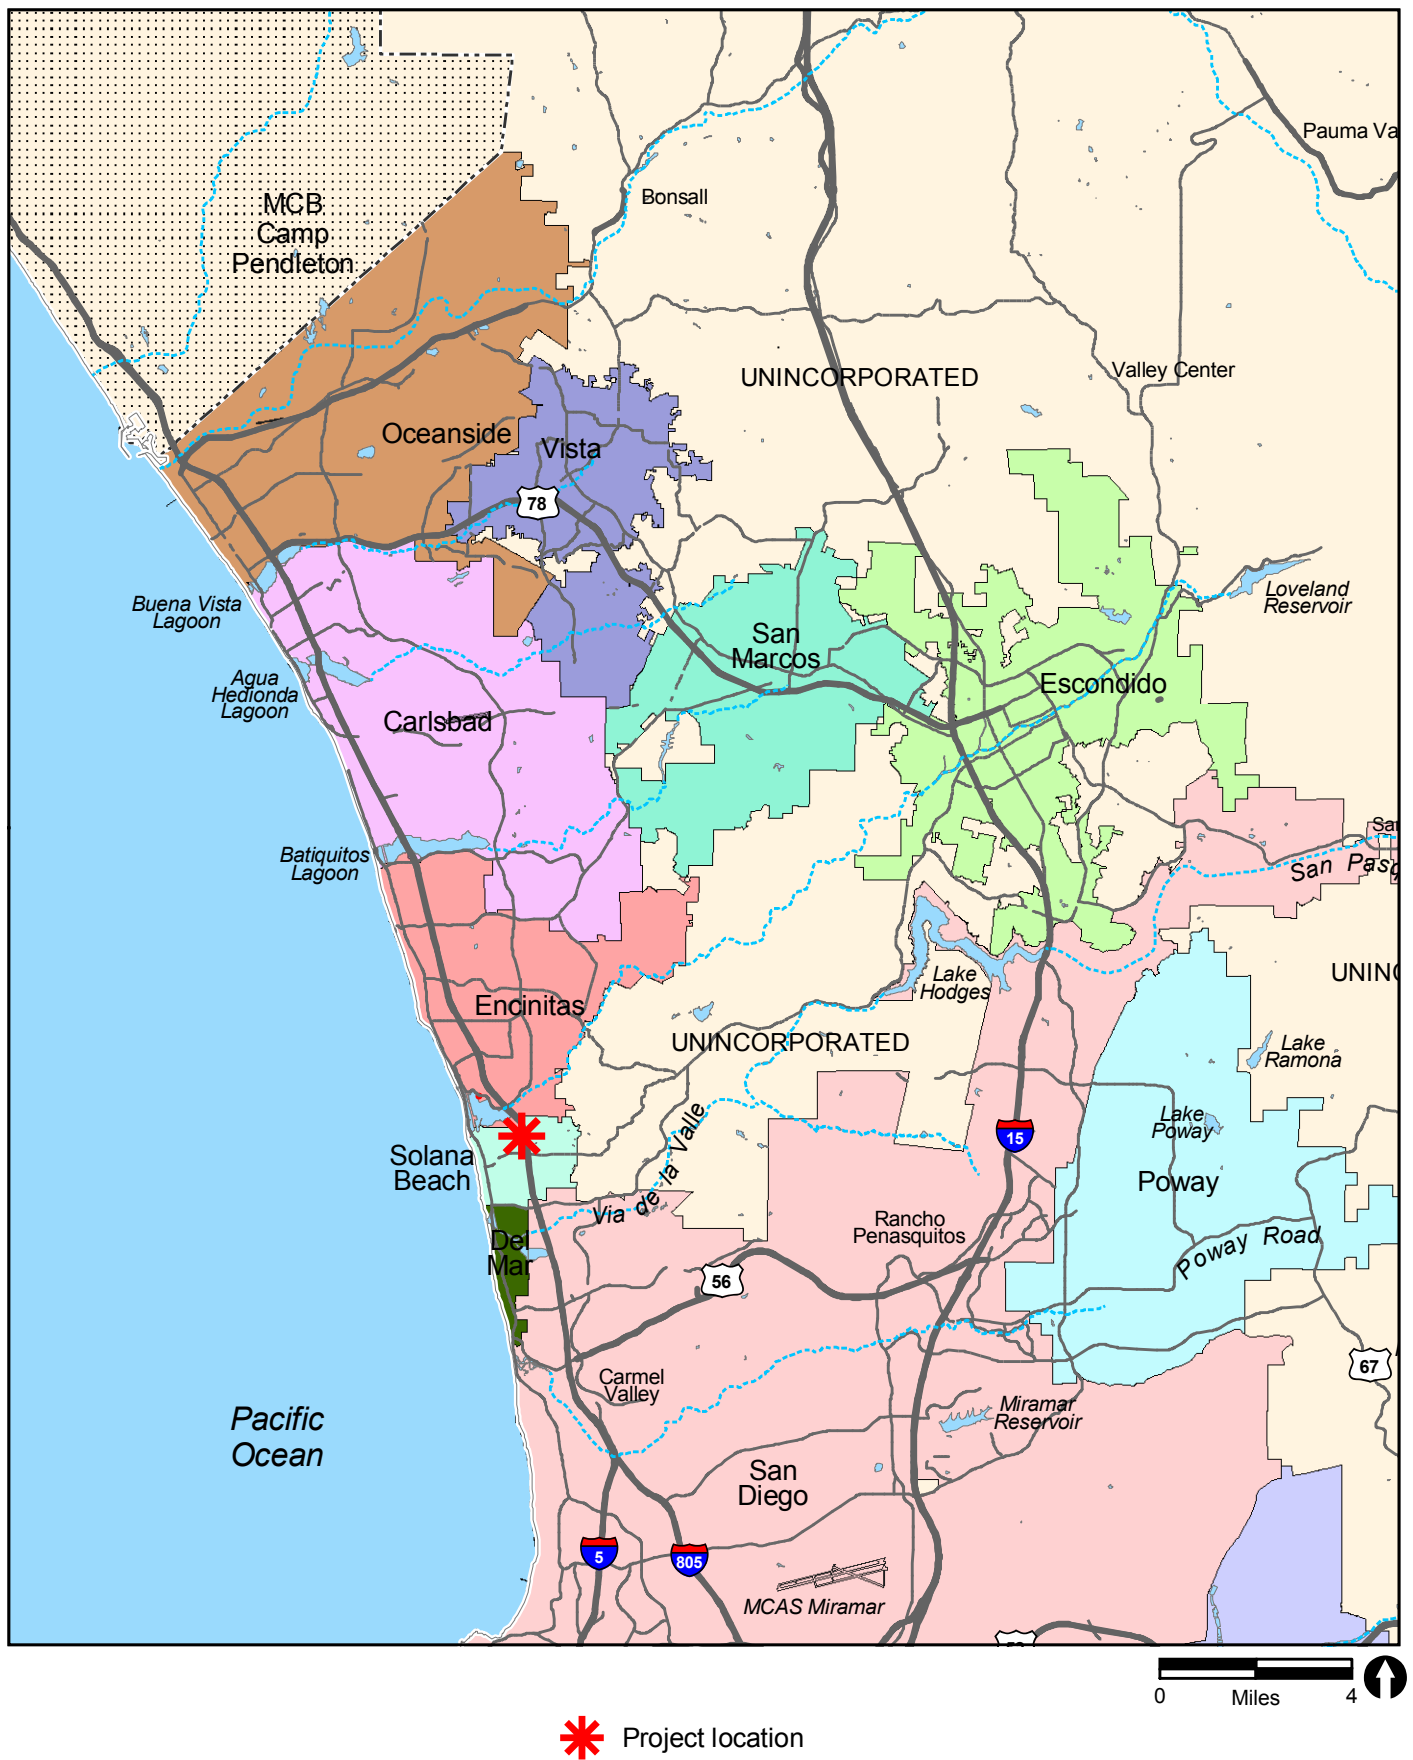 Pauma Va
MCB
Camp
Pendleton
Bonsall
UNINCORPORATED
Valley Center
Oceanside
Vista
78
Buena Vista
Lagoon
Loveland
Reservoir
San
Marcos
Agua
Hedionda
Lagoon
Escondido
Carlsbad
Batiquitos
Lagoon
San Pasq
Lake
Hodges
UNINC
Encinitas
UNINCORPORATED
Lake
Ramona
Lake
Poway
15
Solana
Beach
Poway
Via de la Valle
Rancho
Penasquitos
Poway Road
Del
Mar
56
67
Carmel
Valley
Miramar
Reservoir
Pacific
Ocean
San
Diego
5
805
MCAS Miramar
0 Miles 4
Project location